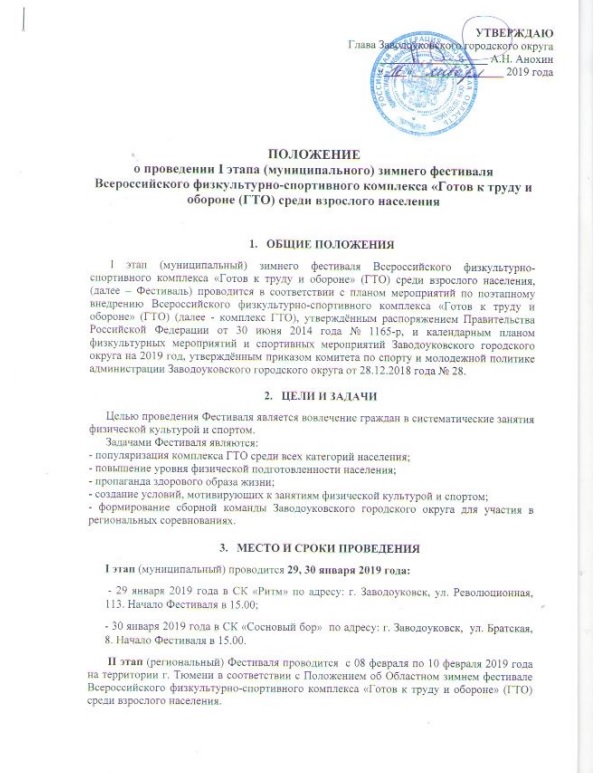 УТВЕРЖДАЮ
Глава Заводоуковского городского округа
А.Н. Анохин
января 2019 года
ПОЛОЖЕНИЕ
о проведении I этапа (муниципального) зимнего фестиваля
Всероссийского физкультурно-спортивного комплекса «Готов к труду и
обороне (ГТО) среди взрослого населения
1. ОБЩИЕ ПОЛОЖЕНИЯ
I этап (муниципальный) зимнего фестиваля Всероссийского физкультурно-
спортивного комплекса «Готов к труду и обороне» (ГТО) среди взрослого населения,
(далее – Фестиваль) проводится в соответствии с планом мероприятий по поэтапному
внедрению Всероссийского физкультурно-спортивного комплекса «Готов к труду и
обороне» (ГТО) (далее - комплекс ГТО), утверждённым распоряжением Правительства
Российской Федерации от 30 июня 2014 года № 1165-р, и календарным планом
физкультурных мероприятий и спортивных мероприятий Заводоуковского городского
округа на 2019 год, утверждённым приказом комитета по спорту и молодежной политике
администрации Заводоуковского городского округа от 28.12.2018 года № 28.
2. ЦЕЛИ И ЗАДАЧИ
Целью проведения Фестиваля является вовлечение граждан в систематические занятия
физической культурой и спортом.
Задачами Фестиваля являются:
- популяризация комплекса ГТО среди всех категорий населения;
- повышение уровня физической подготовленности населения;
- пропаганда здорового образа жизни;
- создание условий, мотивирующих к занятиям физической культурой и спортом;
- формирование сборной команды Заводоуковского городского округа для участия в
региональных соревнованиях.
3. МЕСТО И СРОКИ ПРОВЕДЕНИЯ
I этап (муниципальный) проводится 29, 30 января 2019 года:
- 29 января 2019 года в СК «Ритм» по адресу: г. Заводоуковск, ул. Революционная,
113. Начало Фестиваля в 15.00;
- 30 января 2019 года в СК «Сосновый бор» по адресу: г. Заводоуковск, ул. Братская,
8. Начало Фестиваля в 15.00.
II этап (региональный) Фестиваля проводится с 08 февраля по 10 февраля 2019 года
на территории г. Тюмени в соответствии с Положением об Областном зимнем фестивале
Всероссийского физкультурно-спортивного комплекса «Готов к труду и обороне» (ГТО)
среди взрослого населения.